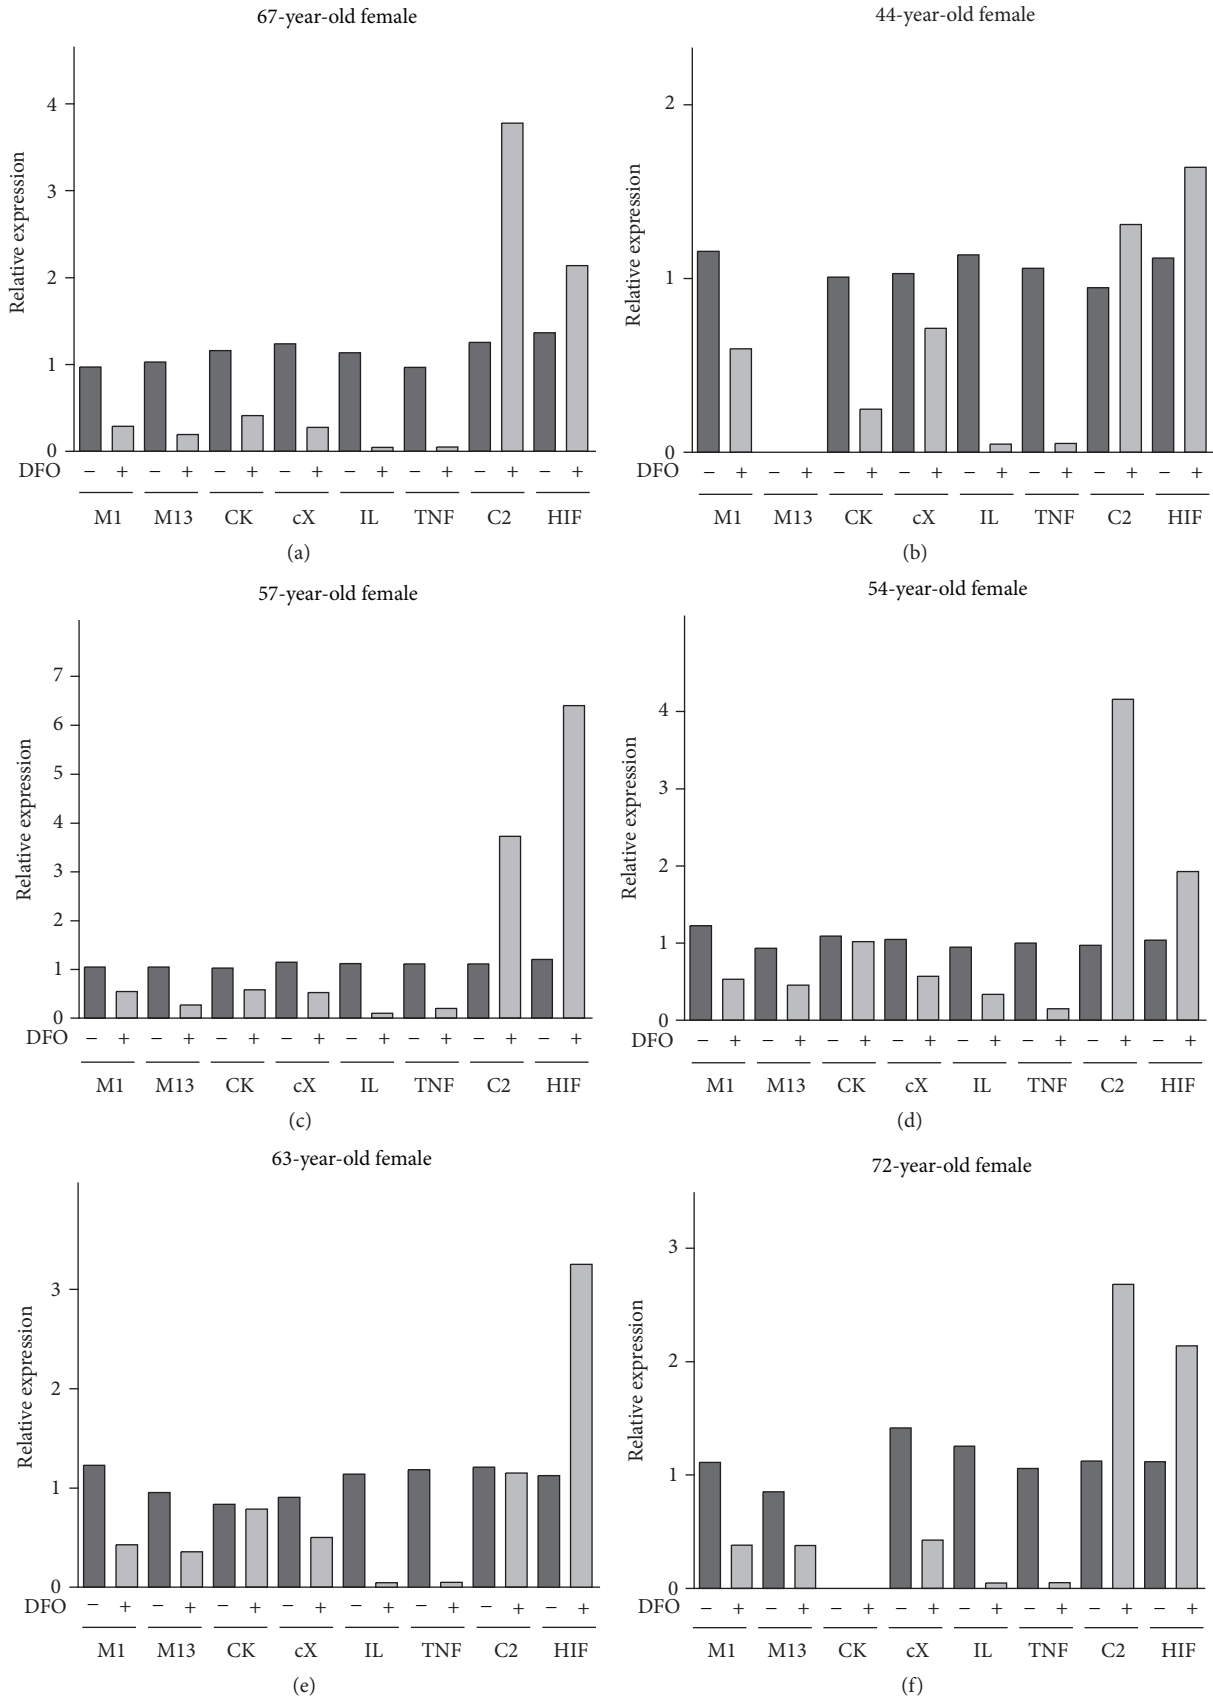 67-year-old female
4
3
2
1
0
Relative expression
DFO − + − + − + − + − + − + − + − +
M1 M13 CK cX IL TNF C2 HIF
(a)
44-year-old female
2
1
0
Relative expression
DFO − + − + − + − + − + − + − + − +
M1 M13 CK cX IL TNF C2 HIF
(b)
57-year-old female
7
6
5
4
3
2
1
0
Relative expression
DFO − + − + − + − + − + − + − + − +
M1 M13 CK cX IL TNF C2 HIF
(c)
54-year-old female
4
3
2
1
0
Relative expression
DFO − + − + − + − + − + − + − + − +
M1 M13 CK cX IL TNF C2 HIF
(d)
63-year-old female
3
2
1
0
Relative expression
DFO − + − + − + − + − + − + − + − +
M1 M13 CK cX IL TNF C2 HIF
(e)
72-year-old female
3
2
1
0
Relative expression
DFO − + − + − + − + − + − + − + − +
M1 M13 CK cX IL TNF C2 HIF
(f)